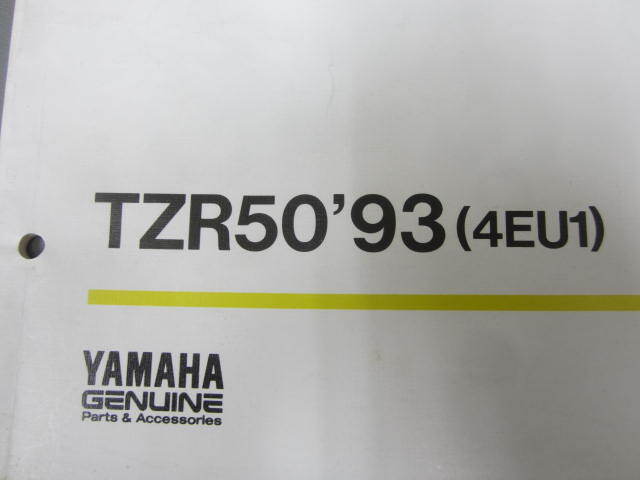 TZR50'93 (4EU1)
YAMAHA
GENUINE
Parts & Accessories